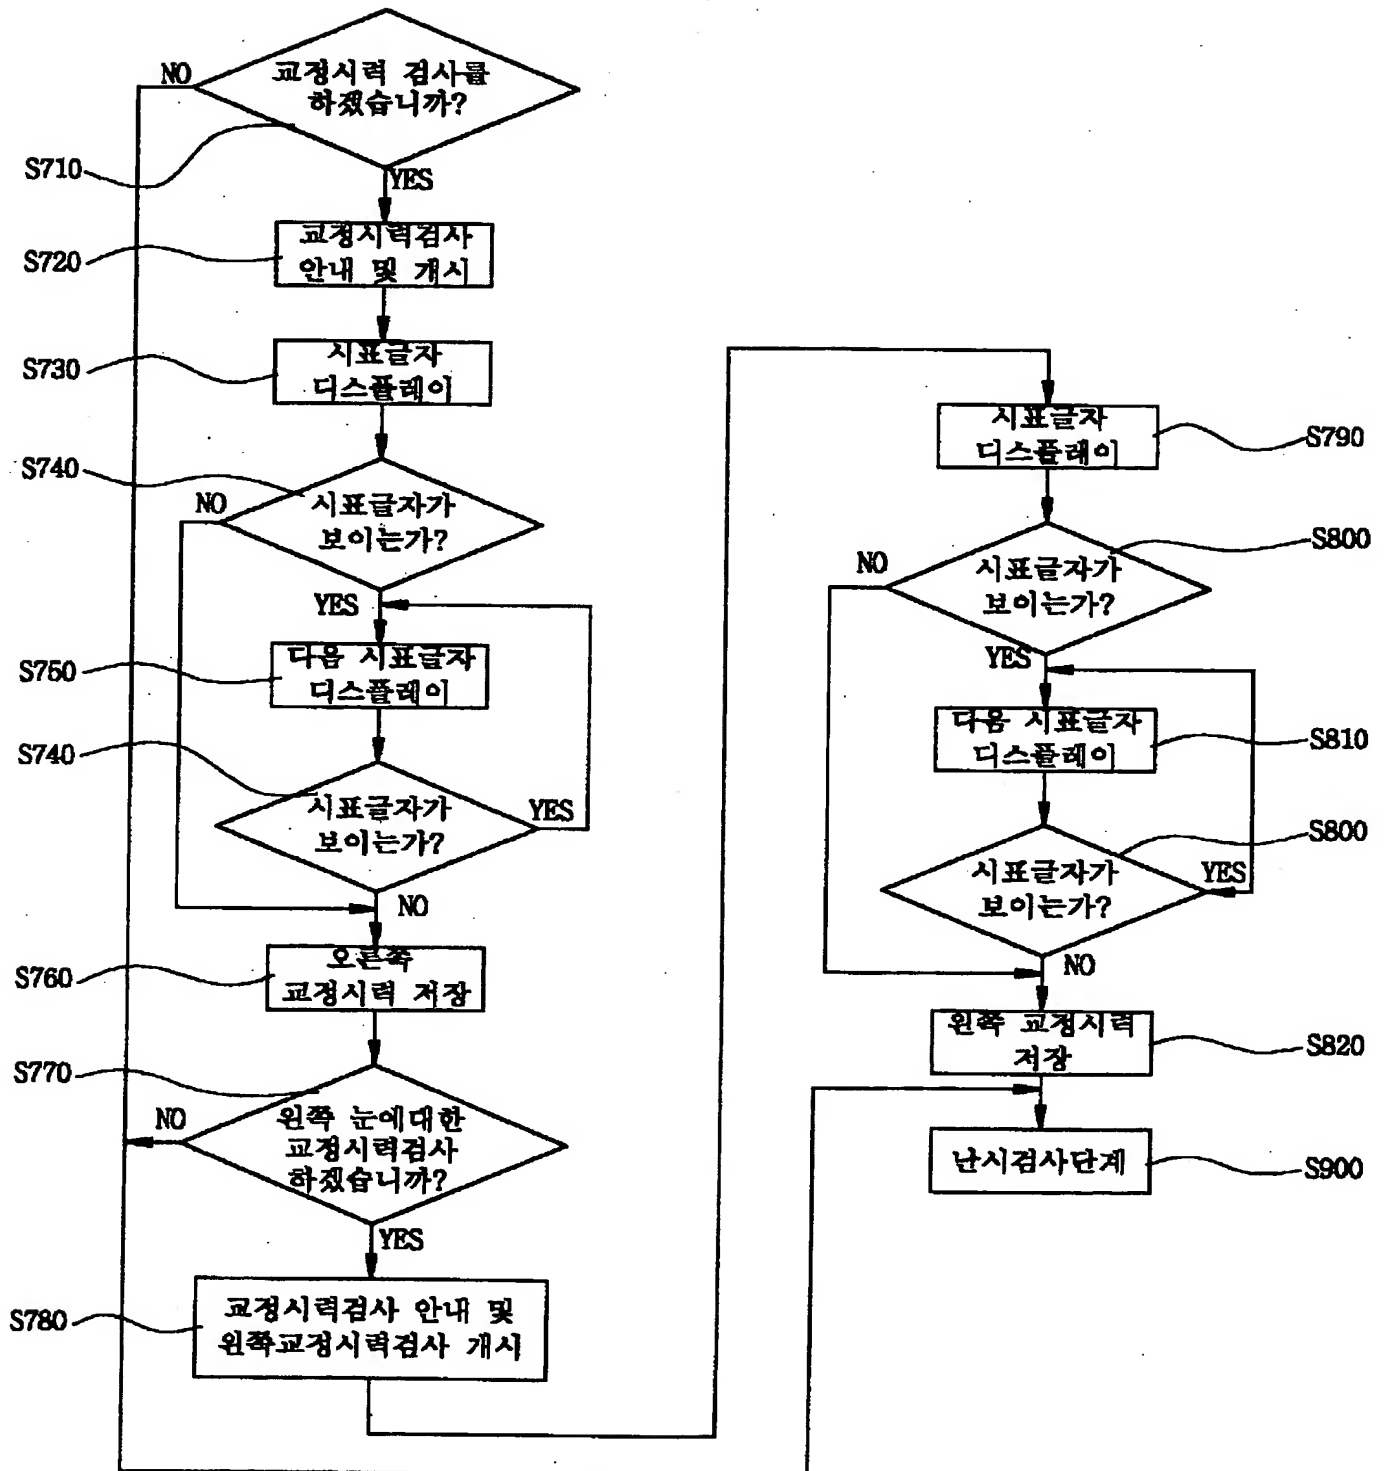 교정시력 검사를
하겠습니까?
NO
S710
YES
교정시력검사
안내 및 개시
S720
시표글자
디스플레이
S730
S740
NO
시표글자가
보이는가?
YES
다음 시표글자
디스플레이
S750
S740
시표글자가
보이는가?
YES
NO
오른쪽
교정시력 저장
S760
S770
NO
왼쪽 눈에대한
교정시력검사
하겠습니까?
YES
S780
교정시력검사 안내 및
왼쪽교정시력검사 개시
시표글자
디스플레이
S790
S800
NO
시표글자가
보이는가?
YES
다음 시표글자
디스플레이
S810
S800
시표글자가
보이는가?
YES
NO
왼쪽 교정시력
저장
S820
난시검사단계
S900